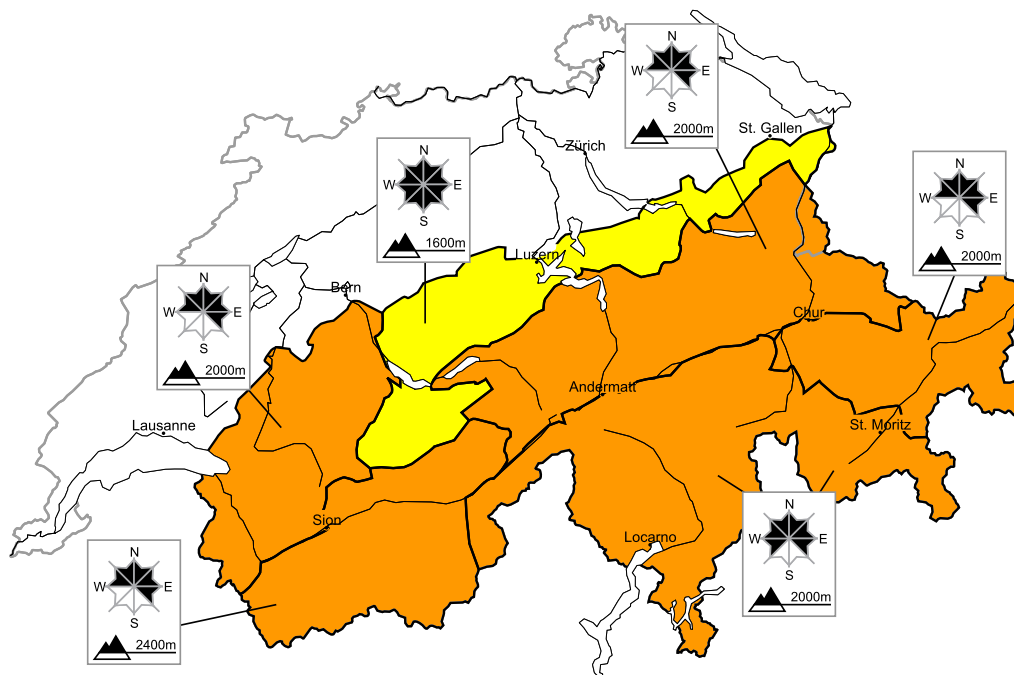 N
W E
S
2000m
St. Gallen
Zürich
N
W E
S
1600m
N
W E
S
2000m
Luzern
N
W E
S
2000m
Bern
Chur
Andermatt
Lausanne
St. Moritz
Sion
Locarno
N
W E
S
2000m
N
W E
S
2400m